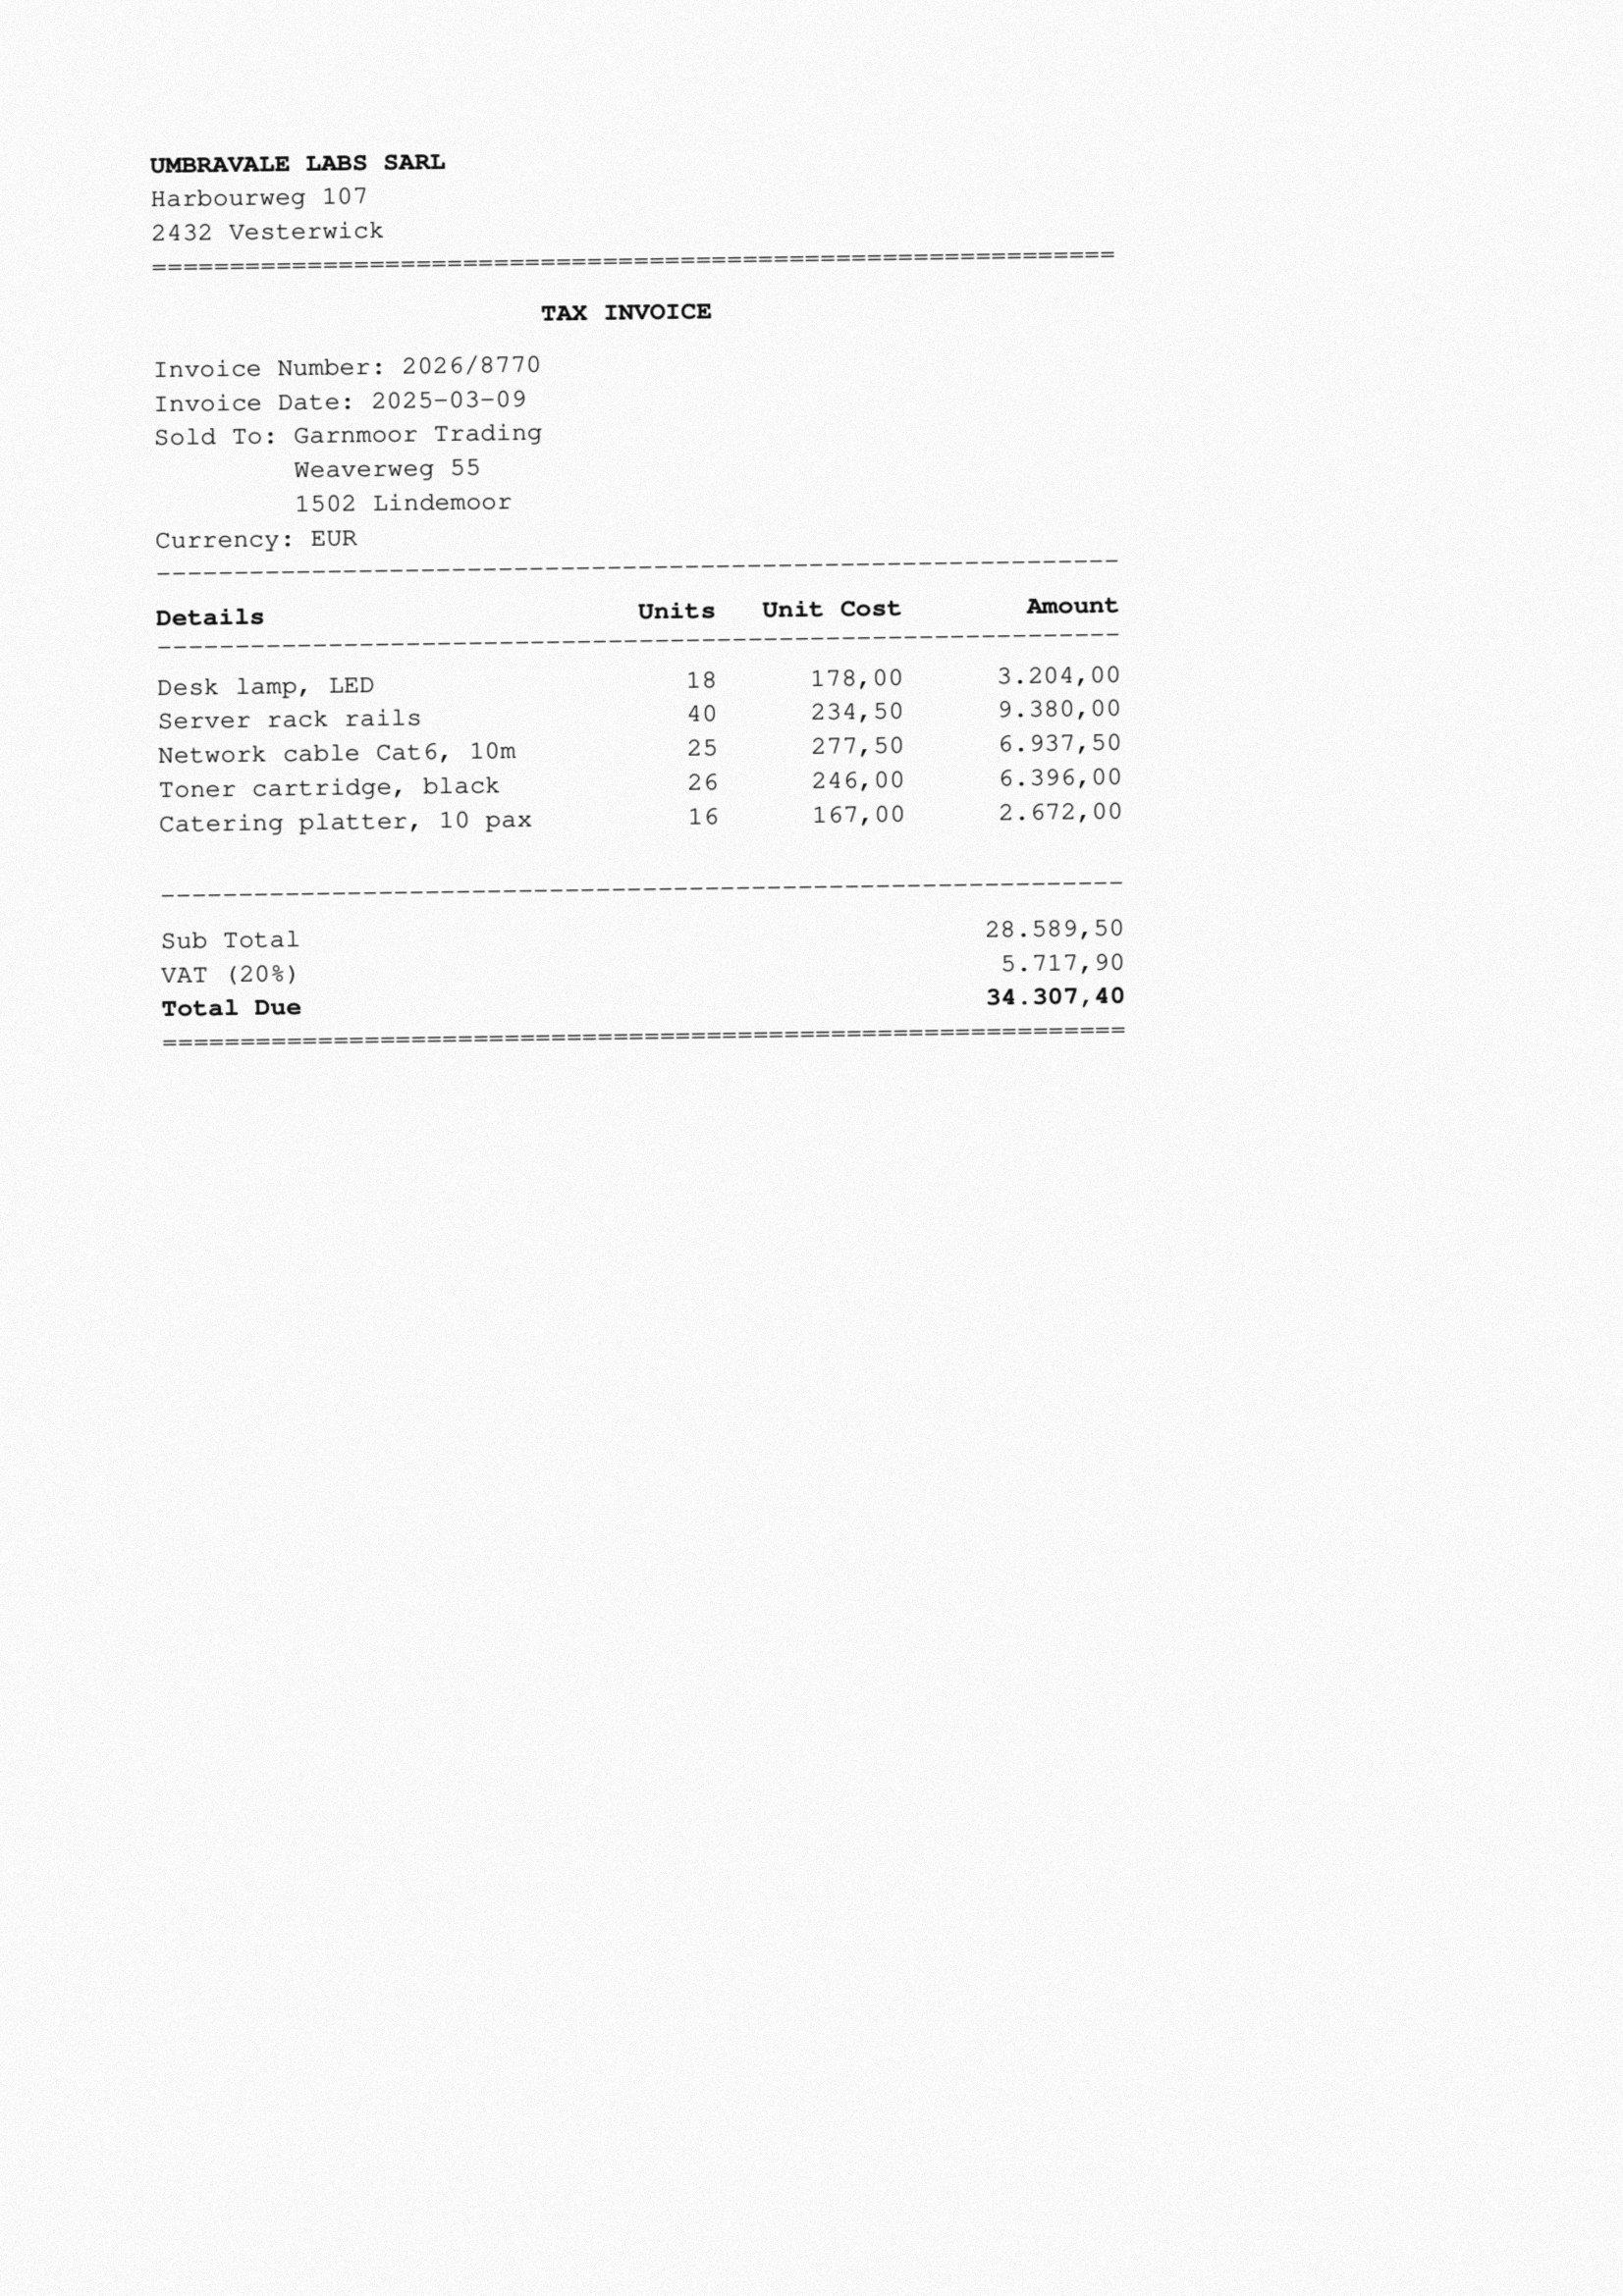 UMBRAVALE LABS SARL
Harbourweg 107
2432 Vesterwick
==============================================================
TAX INVOICE
Invoice Number: 2026/8770
Invoice Date: 2025-03-09
Sold To: Garnmoor Trading
Weaverweg 55
1502 Lindemoor
Currency: EUR
--------------------------------------------------------------
Details Units Unit Cost Amount
--------------------------------------------------------------
Desk lamp, LED 18 178,00 3.204,00
Server rack rails 40 234,50 9.380,00
Network cable Cat6, 10m 25 277,50 6.937,50
Toner cartridge, black 26 246,00 6.396,00
Catering platter, 10 pax 16 167,00 2.672,00
--------------------------------------------------------------
Sub Total 28.589,50
VAT (20%) 5.717,90
Total Due 34.307,40
==============================================================